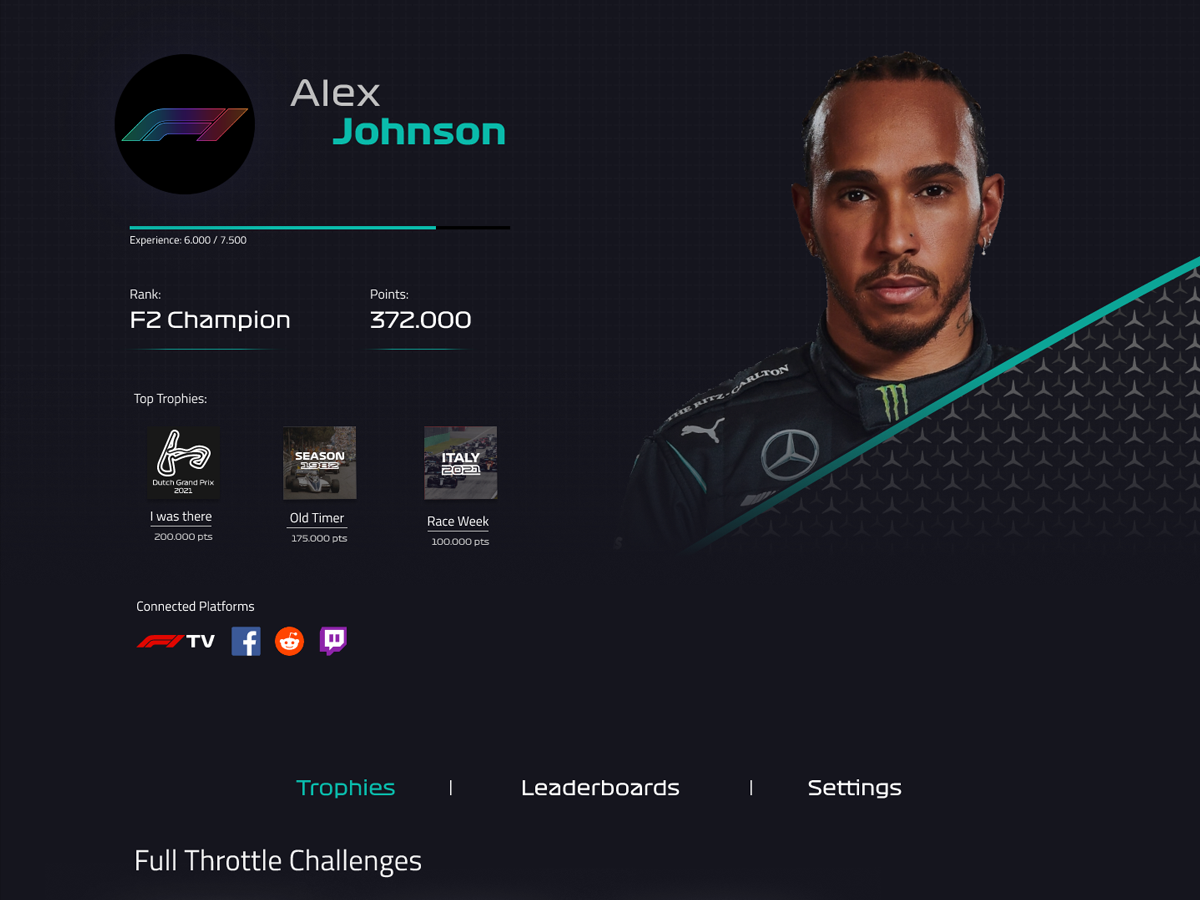 Alex
Johnson
Experience: 6.000 / 7.500
Rank:
Points:
F2 Champion
372.000
Top Trophies:
Dutch Grand Prix
2021
SEASON
1982
ITALY
2021
I was there
Old Timer
Race Week
200.000 pts
175.000 pts
100.000 pts
THE RITZ-CARLTON
Connected Platforms
F1 TV
Trophies | Leaderboards | Settings
Full Throttle Challenges